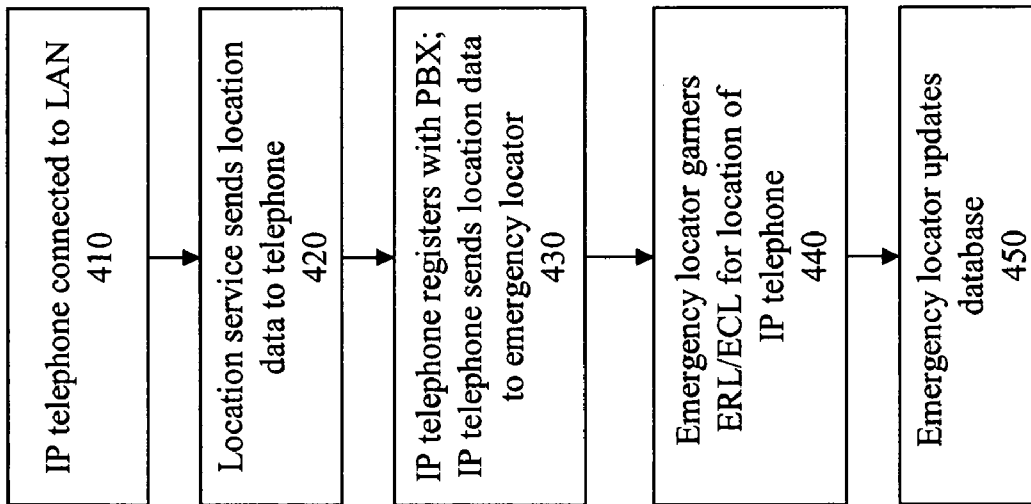 IP telephone connected to LAN
410
Location service sends location
data to telephone
420
IP telephone registers with PBX;
IP telephone sends location data
to emergency locator
430
Emergency locator garners
ERL/ECL for location of
IP telephone
440
Emergency locator updates
database
450